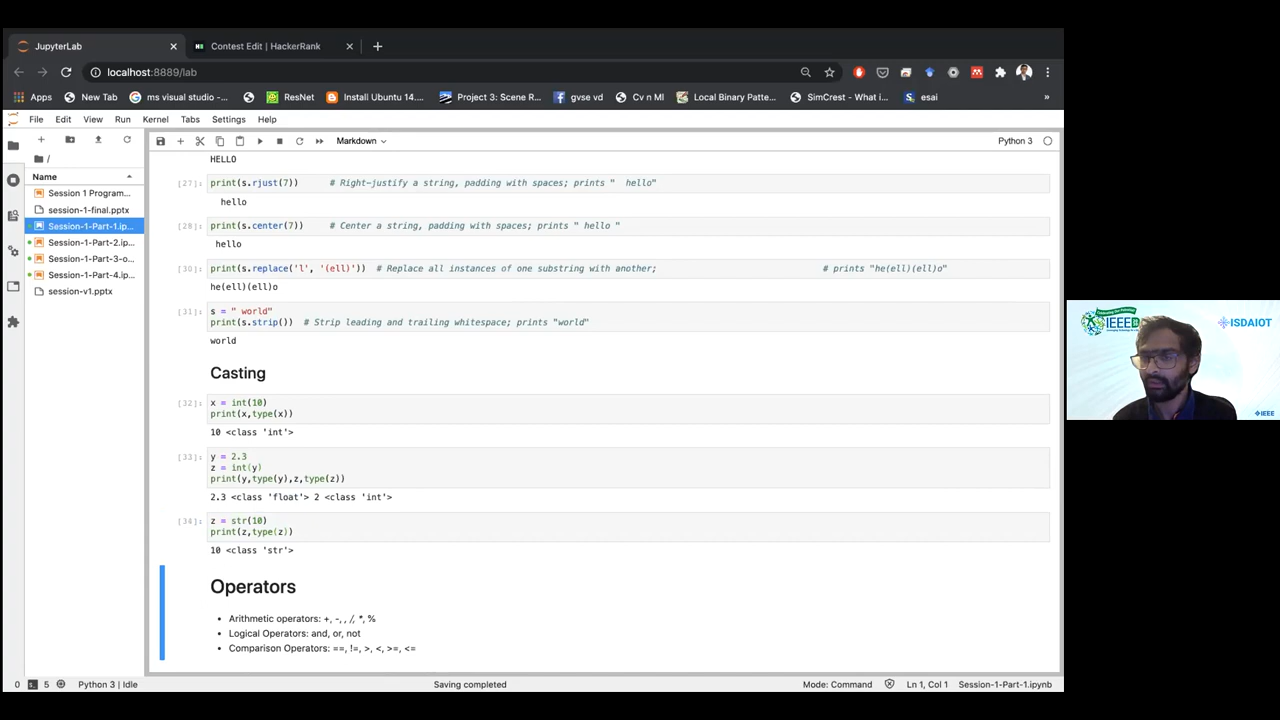 JupyterLab
Contest Edit | HackerRank
localhost:8889/lab
Apps
New Tab
ms visual studio -...
ResNet
Install Ubuntu 14....
Project 3: Scene R...
gvse vd
Cv n Ml
Local Binary Patte...
SimCrest - What i...
esai
»
File Edit View Run Kernel Tabs Settings Help
Markdown
Python 3
/
Name
Session 1 Program...
session-1-final.pptx
Session-1-Part-1.ip...
Session-1-Part-2.ip...
Session-1-Part-3-o...
Session-1-Part-4.ip...
session-v1.pptx
HELLO
[27]: print(s.rjust(7))      # Right-justify a string, padding with spaces; prints "  hello"
hello
[28]: print(s.center(7))     # Center a string, padding with spaces; prints " hello "
hello
[30]: print(s.replace('l', '(ell)'))  # Replace all instances of one substring with another;                                # prints "he(ell)(ell)o"
he(ell)(ell)o
[31]: s = " world"
print(s.strip())  # Strip leading and trailing whitespace; prints "world"
world
Casting
[32]: x = int(10)
print(x,type(x))
10 <class 'int'>
[33]: y = 2.3
z = int(y)
print(y,type(y),z,type(z))
2.3 <class 'float'> 2 <class 'int'>
[34]: z = str(10)
print(z,type(z))
10 <class 'str'>
Operators
• Arithmetic operators: +, -, , /, *, %
• Logical Operators: and, or, not
• Comparison Operators: ==, !=, >, <, >=, <=
0
5
Python 3 | Idle
Saving completed
Mode: Command
Ln 1, Col 1
Session-1-Part-1.ipynb
IEEE
ISDAIOT
IEEE